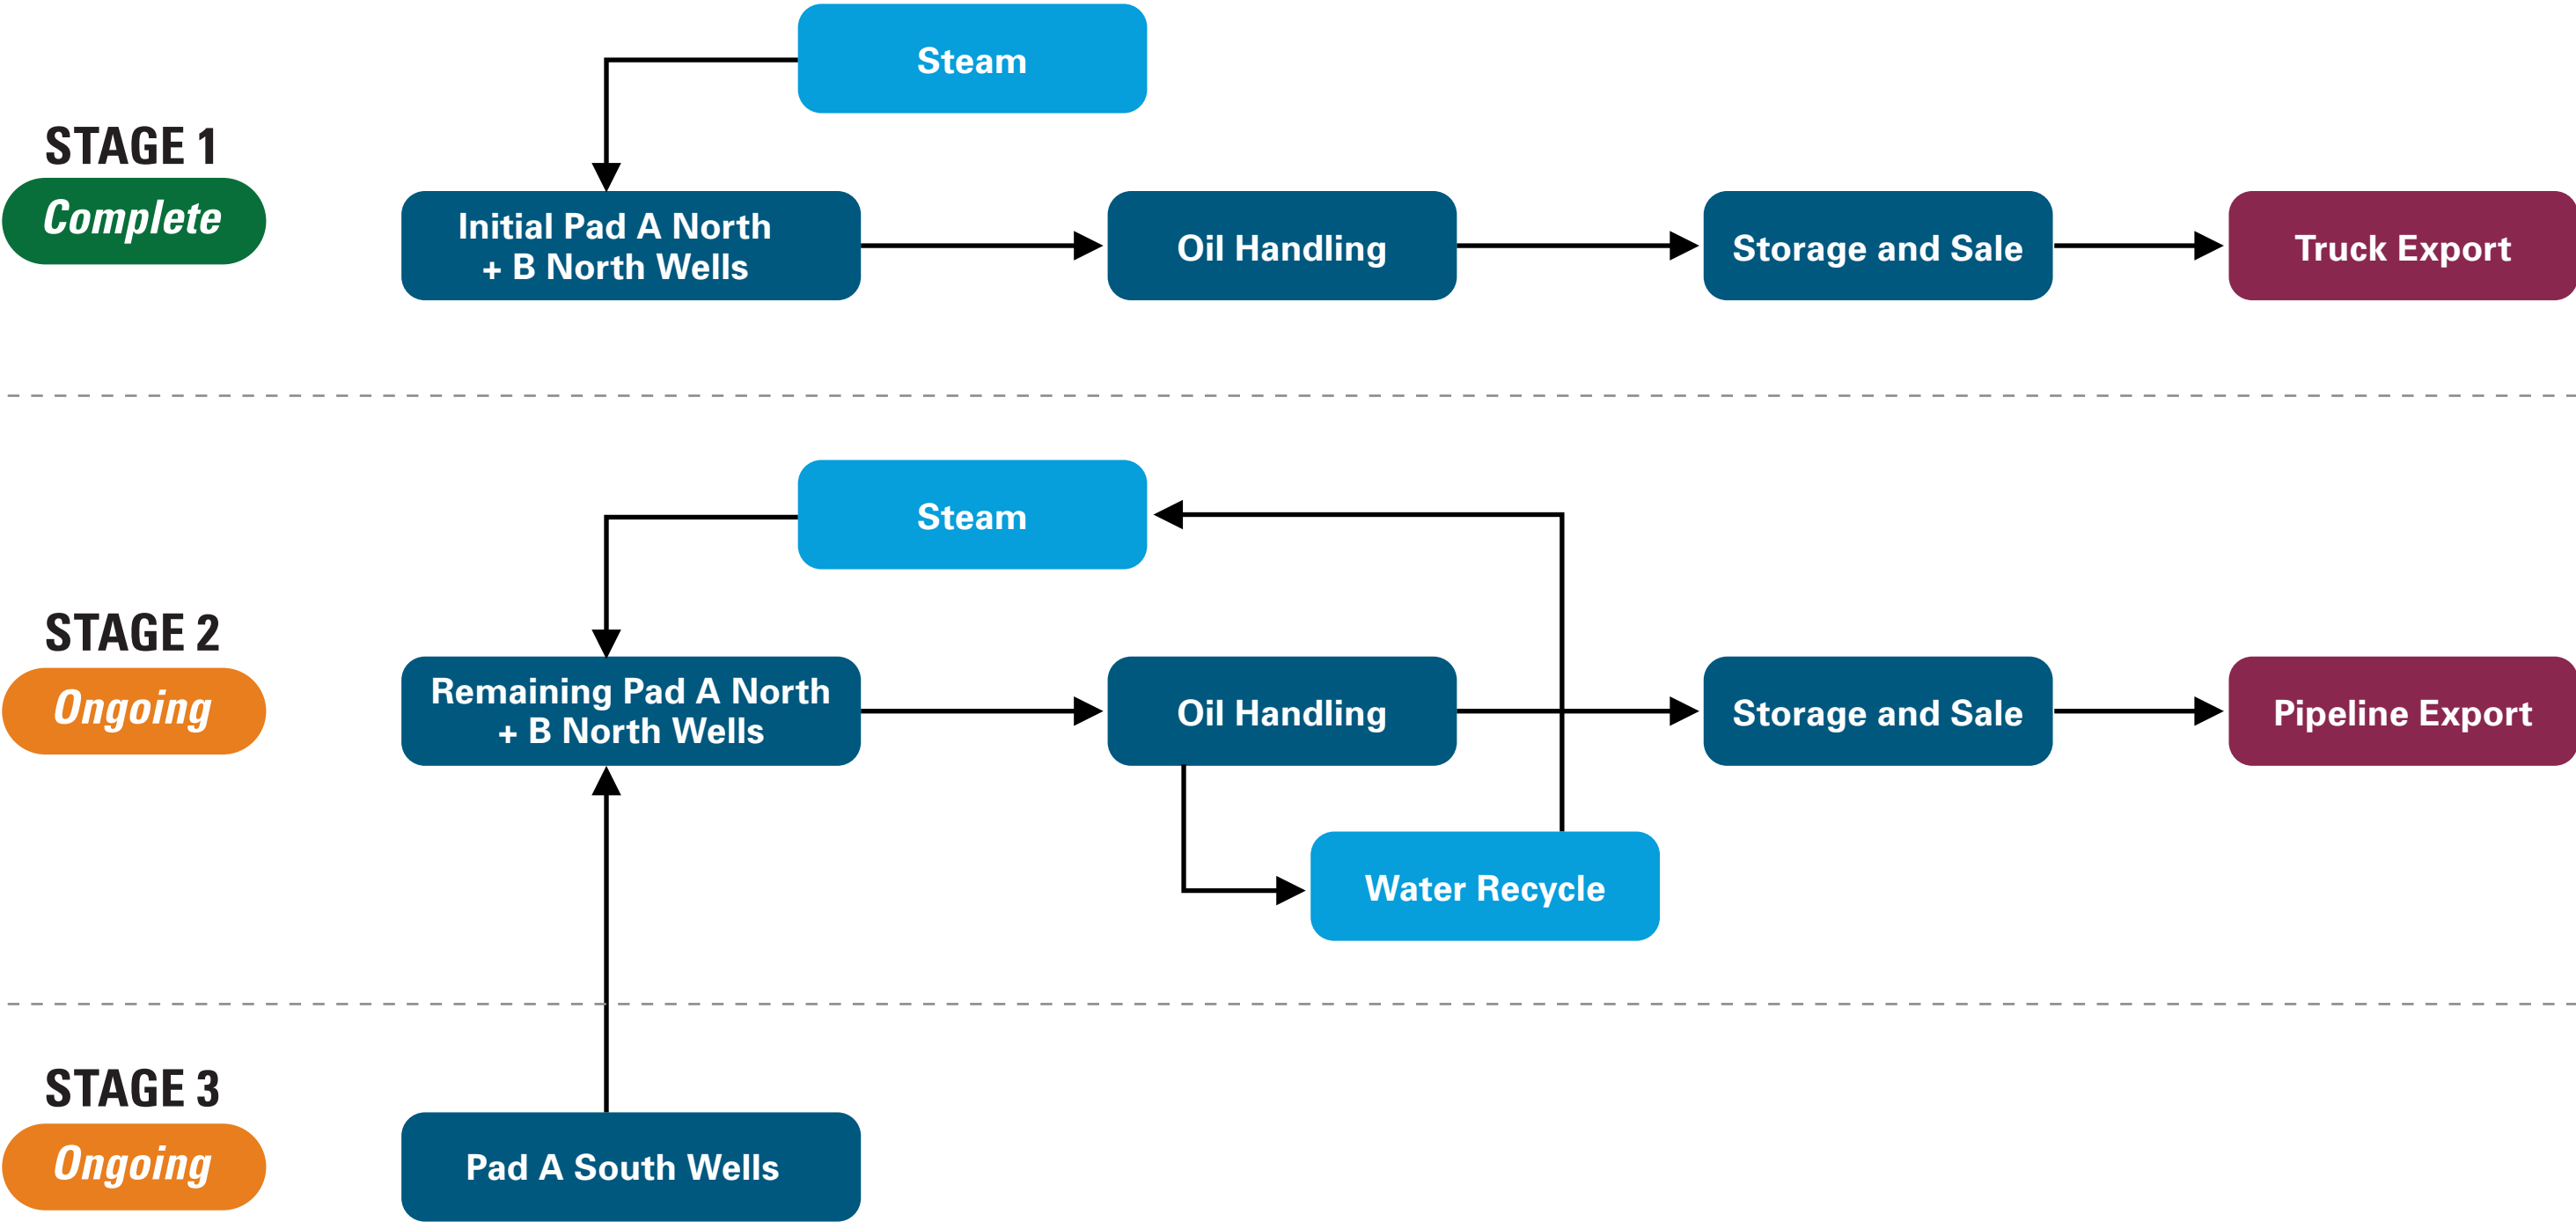 Steam
STAGE 1
Complete
Initial Pad A North
+ B North Wells
Oil Handling
Storage and Sale
Truck Export
Steam
STAGE 2
Ongoing
Remaining Pad A North
+ B North Wells
Oil Handling
Storage and Sale
Pipeline Export
Water Recycle
STAGE 3
Ongoing
Pad A South Wells